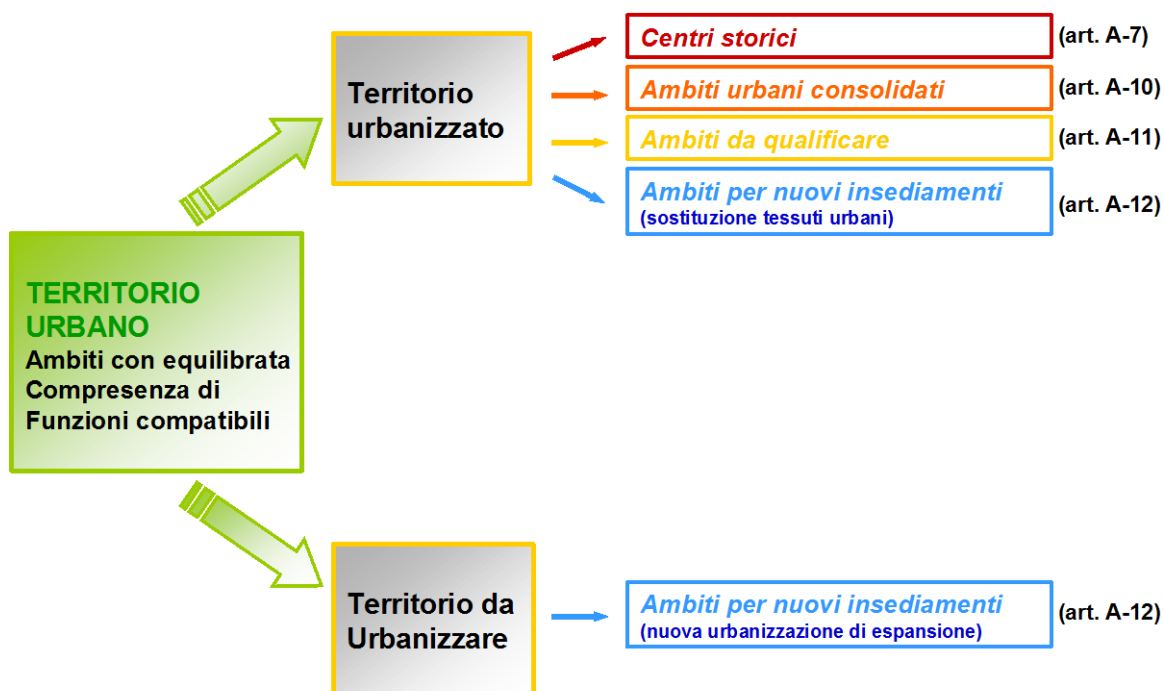 Centri storici
(art. A-7)
Territorio
urbanizzato
Ambiti urbani consolidati
(art. A-10)
Ambiti da qualificare
(art. A-11)
Ambiti per nuovi insediamenti
(sostituzione tessuti urbani)
(art. A-12)
TERRITORIO
URBANO
Ambiti con equilibrata
Compresenza di
Funzioni compatibili
Territorio da
Urbanizzare
Ambiti per nuovi insediamenti
(nuova urbanizzazione di espansione)
(art. A-12)